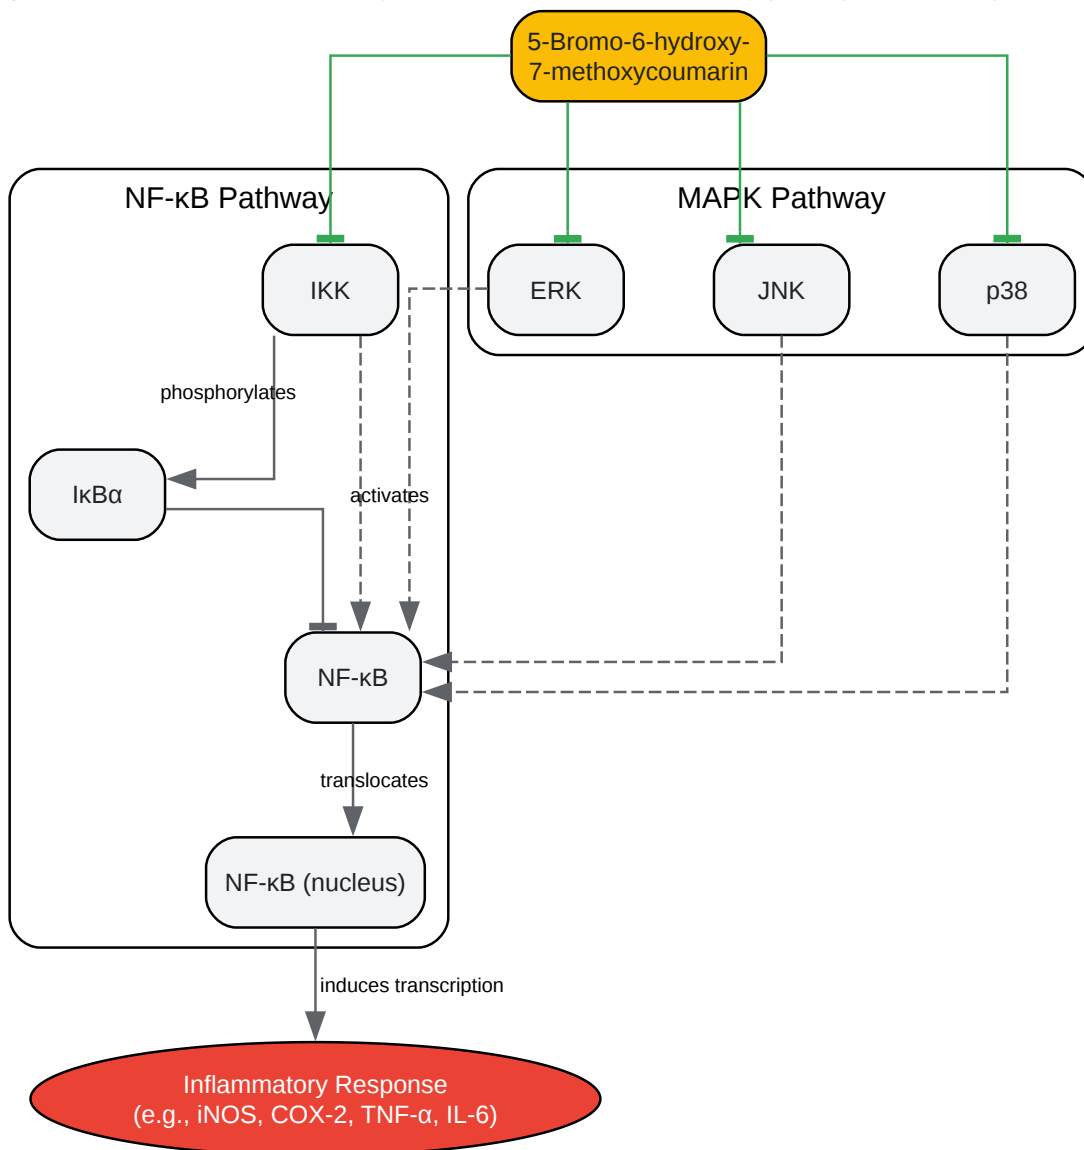 5-Bromo-6-hydroxy-
7-methoxycoumarin
NF-κB Pathway
MAPK Pathway
IKK
ERK
JNK
p38
phosphorylates
IκBα
activates
NF-κB
translocates
NF-κB (nucleus)
induces transcription
Inflammatory Response
(e.g., iNOS, COX-2, TNF-α, IL-6)